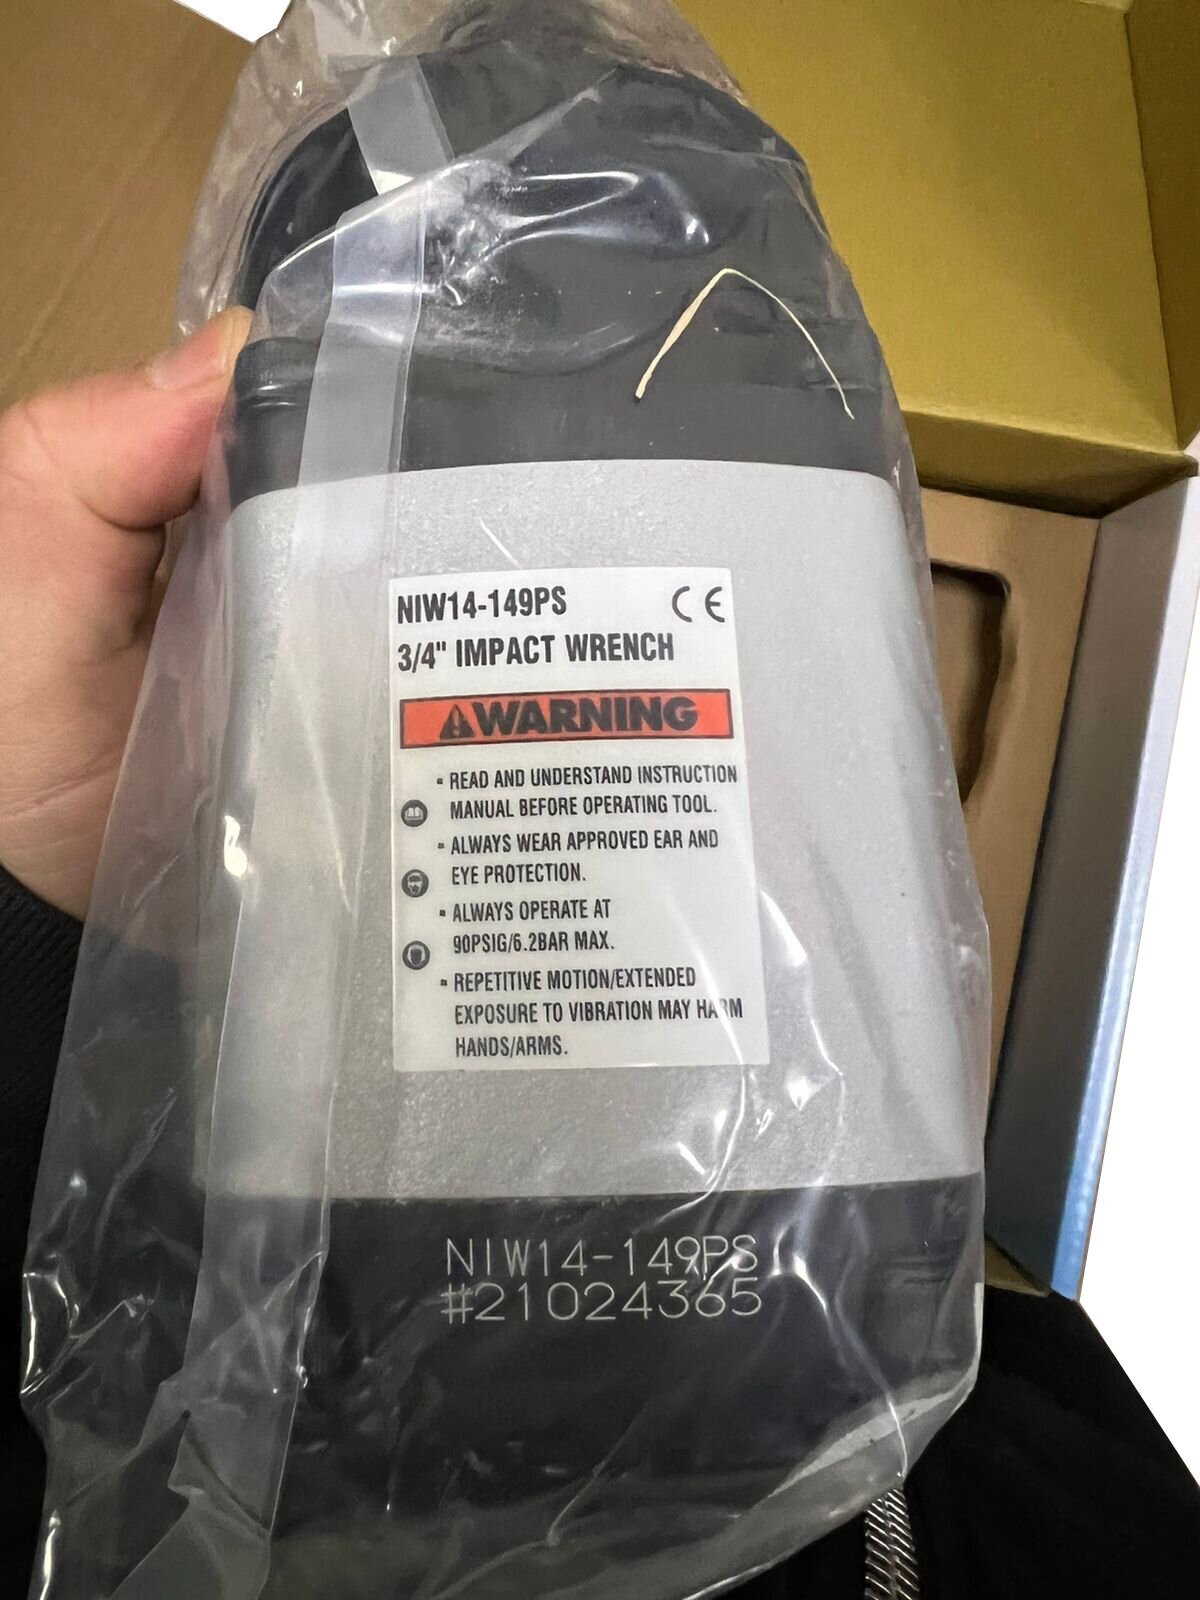 NIW14-149PS CE
3/4" IMPACT WRENCH
WARNING
▪ READ AND UNDERSTAND INSTRUCTION
MANUAL BEFORE OPERATING TOOL.
▪ ALWAYS WEAR APPROVED EAR AND
EYE PROTECTION.
▪ ALWAYS OPERATE AT
90PSIG/6.2BAR MAX.
▪ REPETITIVE MOTION/EXTENDED
EXPOSURE TO VIBRATION MAY HARM
HANDS/ARMS.
NIW14-149PS
#21024365